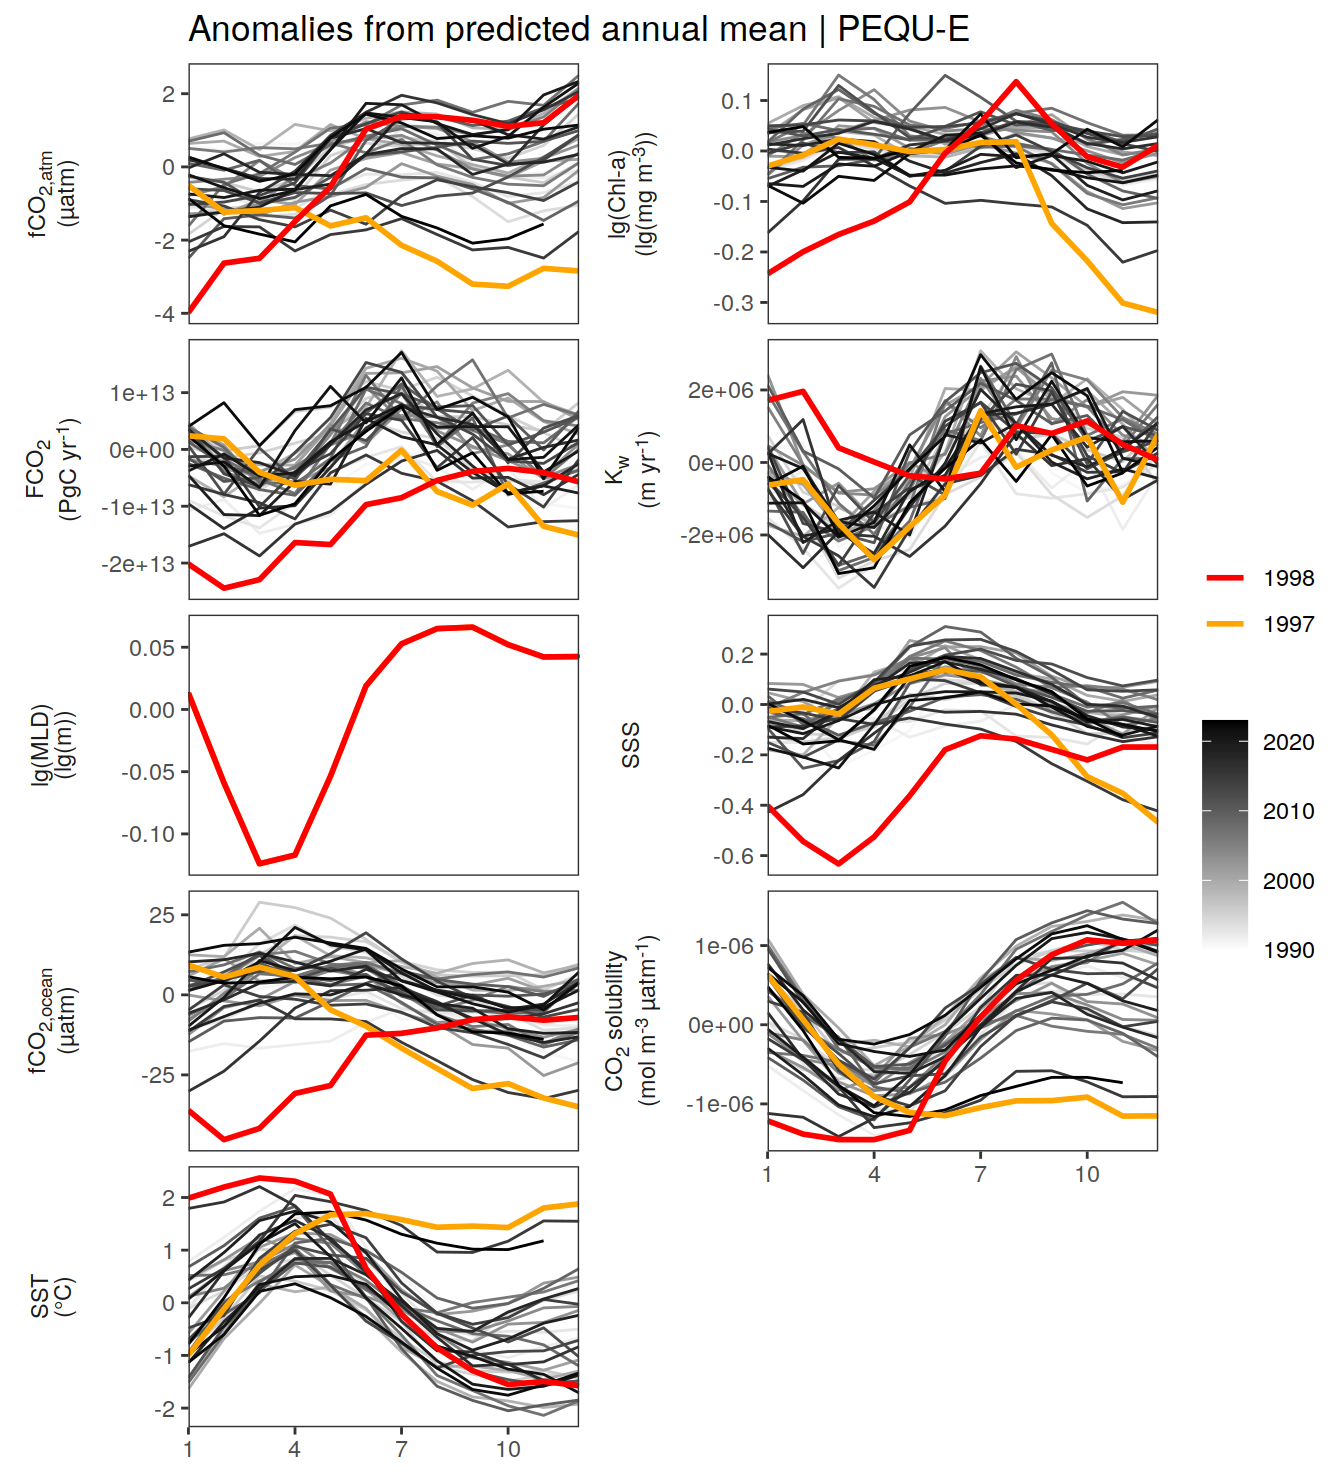 Anomalies from predicted annual mean | PEQU-E
fCO2,atm
(µatm)
2
0
-2
-4
lg(Chl-a)
(lg(mg m-3))
0.1
0.0
-0.1
-0.2
-0.3
FCO2
(PgC yr-1)
1e+13
0e+00
-1e+13
-2e+13
Kw
(m yr-1)
2e+06
0e+00
-2e+06
lg(MLD)
(lg(m))
0.05
0.00
-0.05
-0.10
SSS
0.2
0.0
-0.2
-0.4
-0.6
fCO2,ocean
(µatm)
25
0
-25
CO2 solubility
(mol m-3 µatm-1)
1e-06
0e+00
-1e-06
1 4 7 10
SST
(°C)
2
1
0
-1
-2
1 4 7 10
1998
1997
2020
2010
2000
1990